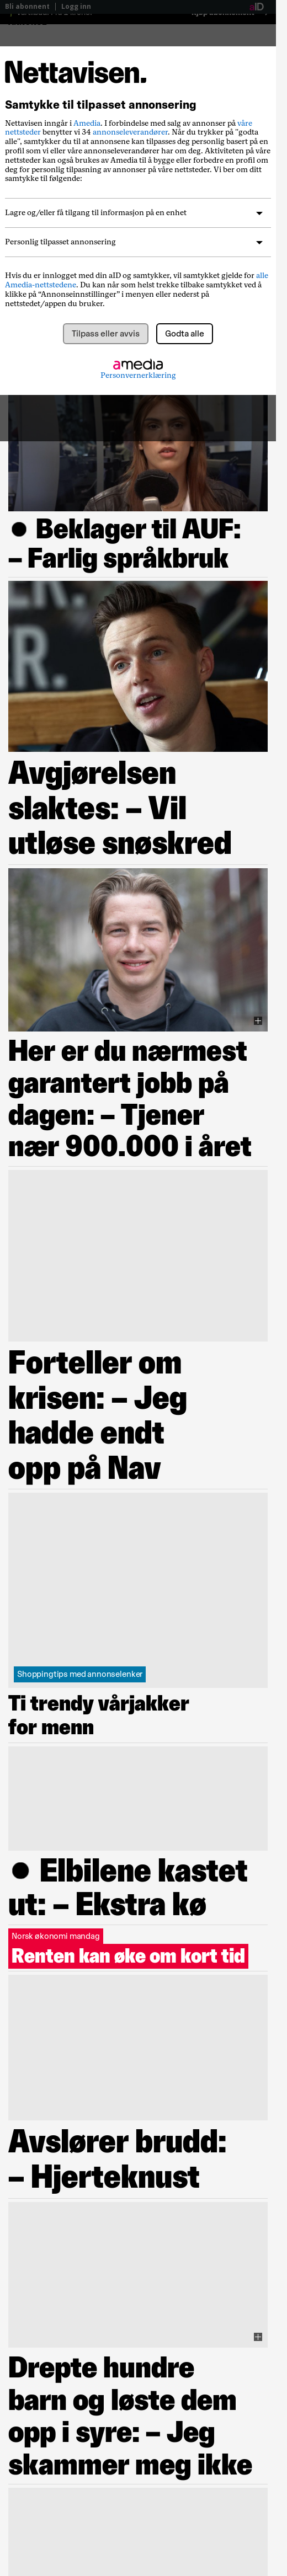 Bli abonnent | Logg inn
aID
Nettavisen.
Samtykke til tilpasset annonsering
Nettavisen inngår i Amedia. I forbindelse med salg av annonser på våre
nettsteder benytter vi 34 annonseleverandører. Når du trykker på "godta
alle", samtykker du til at annonsene kan tilpasses deg personlig basert på en
profil som vi eller våre annonseleverandører har om deg. Aktiviteten på våre
nettsteder kan også brukes av Amedia til å bygge eller forbedre en profil om
deg for personlig tilpasning av annonser på våre nettsteder. Vi ber om ditt
samtykke til følgende:
Lagre og/eller få tilgang til informasjon på en enhet
Personlig tilpasset annonsering
Hvis du er innlogget med din aID og samtykker, vil samtykket gjelde for alle
Amedia-nettstedene. Du kan når som helst trekke tilbake samtykket ved å
klikke på “Annonseinnstillinger” i menyen eller nederst på
nettstedet/appen du bruker.
Tilpass eller avvis
Godta alle
amedia
Personvernerklæring
● Beklager til AUF:
– Farlig språkbruk
Avgjørelsen
slaktes: – Vil
utløse snøskred
Her er du nærmest
garantert jobb på
dagen: – Tjener
nær 900.000 i året
Forteller om
krisen: – Jeg
hadde endt
opp på Nav
Shoppingtips med annonselenker
Ti trendy vårjakker
for menn
● Elbilene kastet
ut: – Ekstra kø
Norsk økonomi mandag
Renten kan øke om kort tid
Avslører brudd:
– Hjerteknust
Drepte hundre
barn og løste dem
opp i syre: – Jeg
skammer meg ikke